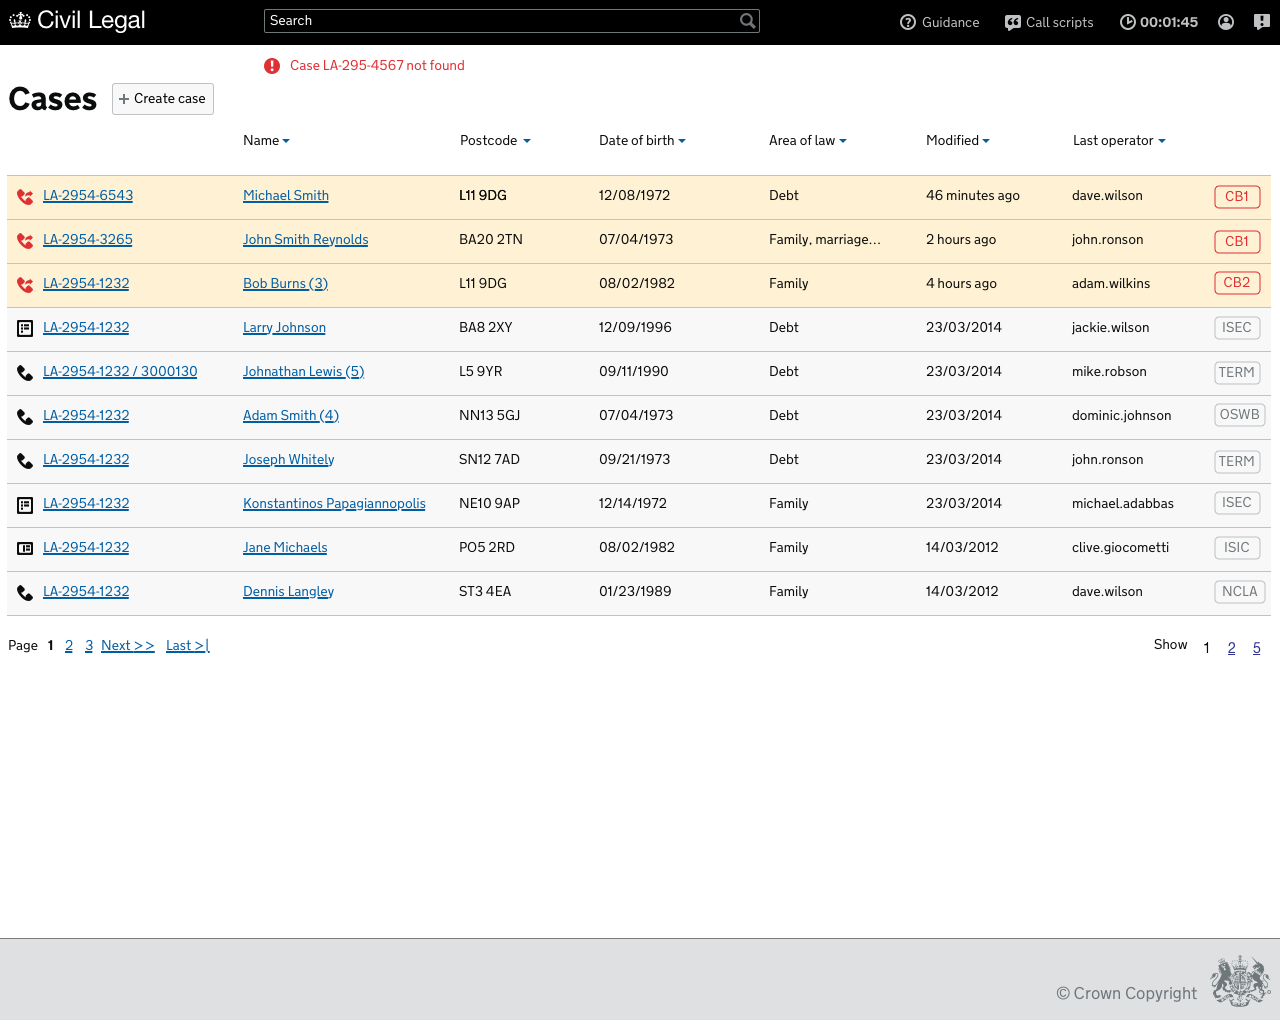 Civil Legal Search Guidance Call scripts 00:01:45
Case LA-295-4567 not found
Cases + Create case
Name Postcode Date of birth Area of law Modified Last operator
LA-2954-6543 Michael Smith L11 9DG 12/08/1972 Debt 46 minutes ago dave.wilson CB1
LA-2954-3265 John Smith Reynolds BA20 2TN 07/04/1973 Family, marriage... 2 hours ago john.ronson CB1
LA-2954-1232 Bob Burns (3) L11 9DG 08/02/1982 Family 4 hours ago adam.wilkins CB2
LA-2954-1232 Larry Johnson BA8 2XY 12/09/1996 Debt 23/03/2014 jackie.wilson ISEC
LA-2954-1232 / 3000130 Johnathan Lewis (5) L5 9YR 09/11/1990 Debt 23/03/2014 mike.robson TERM
LA-2954-1232 Adam Smith (4) NN13 5GJ 07/04/1973 Debt 23/03/2014 dominic.johnson OSWB
LA-2954-1232 Joseph Whitely SN12 7AD 09/21/1973 Debt 23/03/2014 john.ronson TERM
LA-2954-1232 Konstantinos Papagiannopolis NE10 9AP 12/14/1972 Family 23/03/2014 michael.adabbas ISEC
LA-2954-1232 Jane Michaels PO5 2RD 08/02/1982 Family 14/03/2012 clive.giocometti ISIC
LA-2954-1232 Dennis Langley ST3 4EA 01/23/1989 Family 14/03/2012 dave.wilson NCLA
Page 1 2 3 Next >> Last >| Show 1 2 5
© Crown Copyright